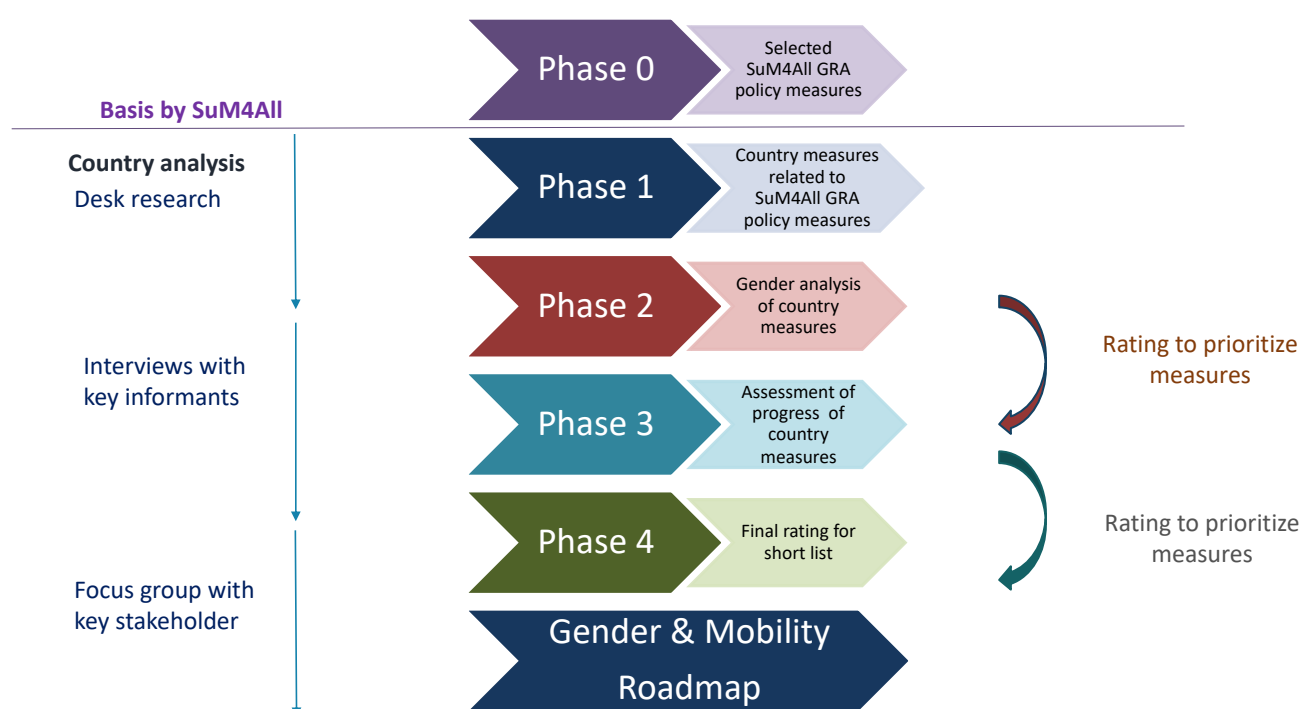 Phase 0
Selected
SuM4All GRA
policy measures
Basis by SuM4All
Country analysis
Desk research
Phase 1
Country measures
related to
SuM4All GRA
policy measures
Phase 2
Gender analysis
of country
measures
Rating to prioritize
measures
Interviews with
key informants
Phase 3
Assessment of
progress of
country
measures
Phase 4
Final rating for
short list
Rating to prioritize
measures
Focus group with
key stakeholder
Gender & Mobility
Roadmap